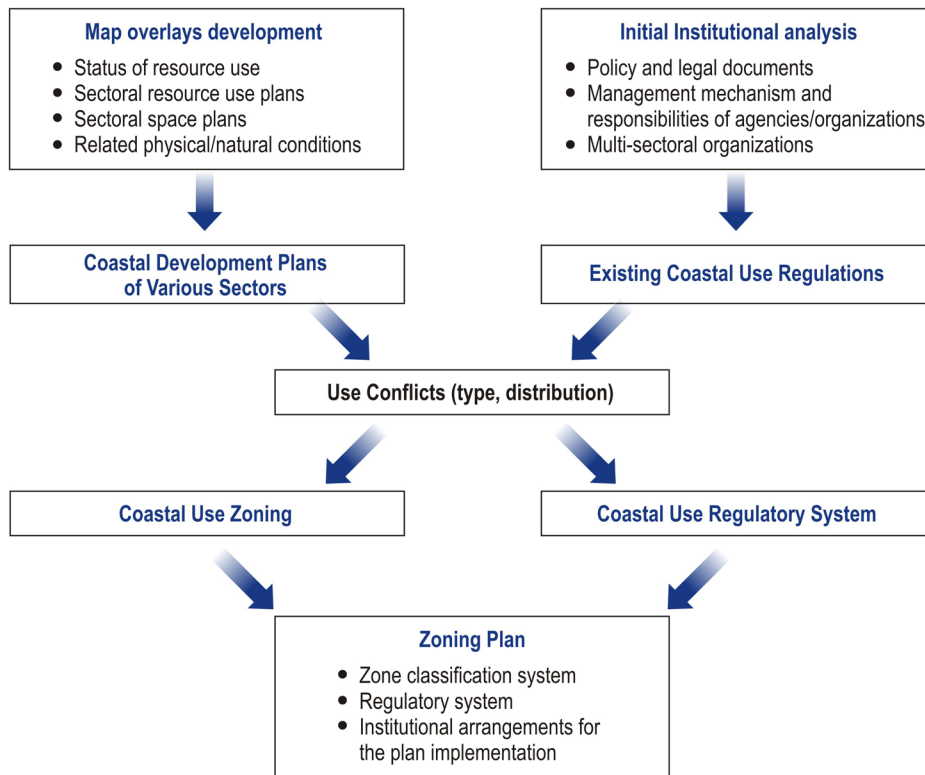 Map overlays development
• Status of resource use
• Sectoral resource use plans
• Sectoral space plans
• Related physical/natural conditions
Initial Institutional analysis
• Policy and legal documents
• Management mechanism and
responsibilities of agencies/organizations
• Multi-sectoral organizations
Coastal Development Plans
of Various Sectors
Existing Coastal Use Regulations
Use Conflicts (type, distribution)
Coastal Use Zoning
Coastal Use Regulatory System
Zoning Plan
• Zone classification system
• Regulatory system
• Institutional arrangements for
the plan implementation